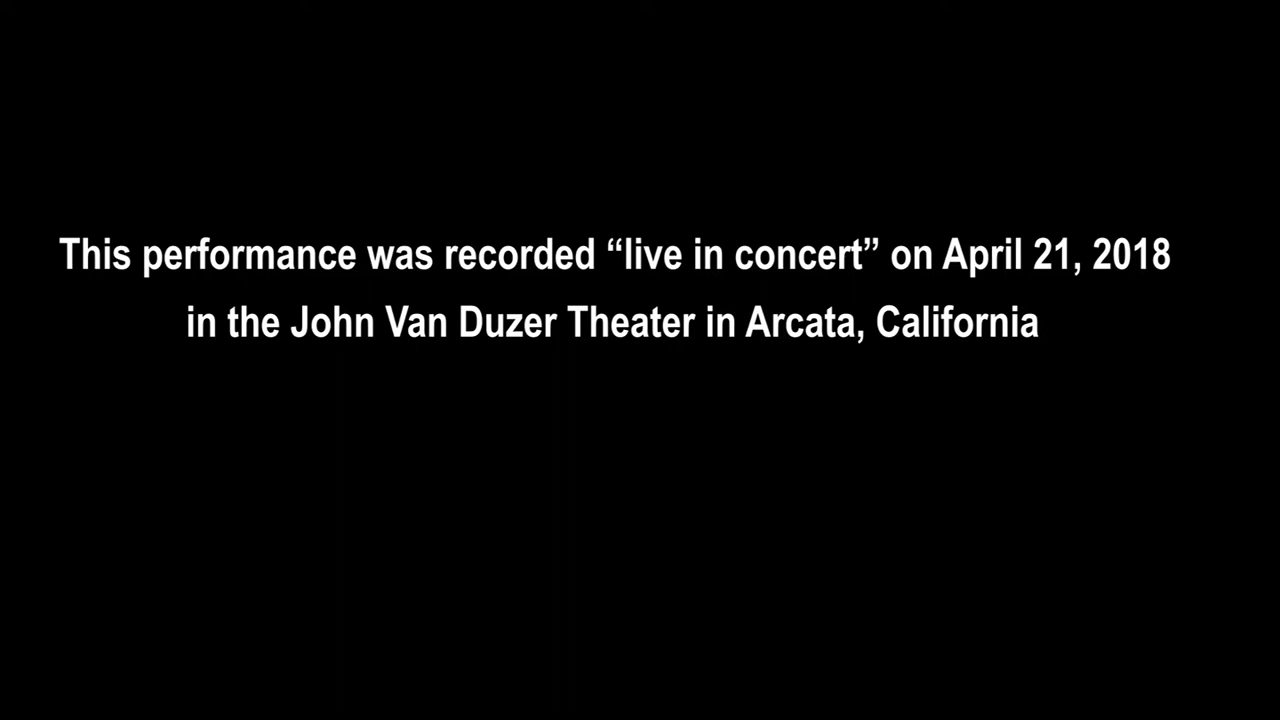 This performance was recorded “live in concert” on April 21, 2018
in the John Van Duzer Theater in Arcata, California